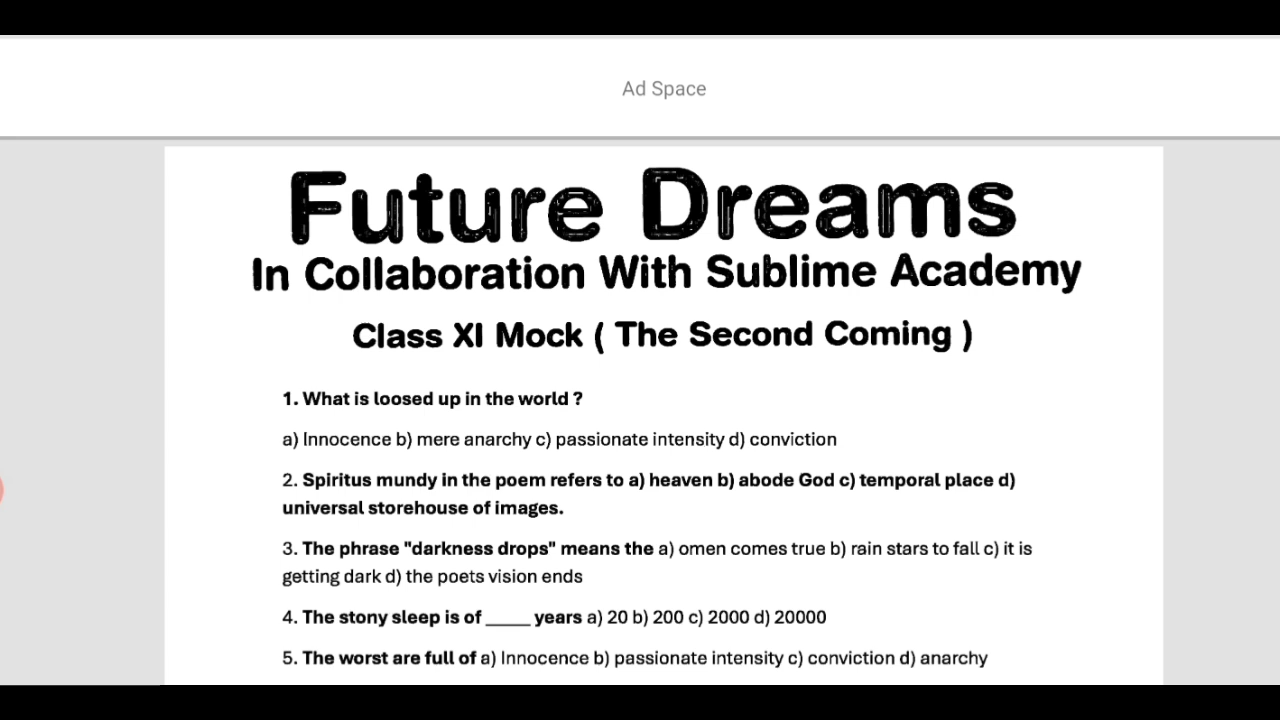 Ad Space
Future Dreams
In Collaboration With Sublime Academy
Class XI Mock ( The Second Coming )
1. What is loosed up in the world ?
a) Innocence b) mere anarchy c) passionate intensity d) conviction
2. Spiritus mundy in the poem refers to a) heaven b) abode God c) temporal place d)
universal storehouse of images.
3. The phrase "darkness drops" means the a) omen comes true b) rain stars to fall c) it is
getting dark d) the poets vision ends
4. The stony sleep is of _____ years a) 20 b) 200 c) 2000 d) 20000
5. The worst are full of a) Innocence b) passionate intensity c) conviction d) anarchy